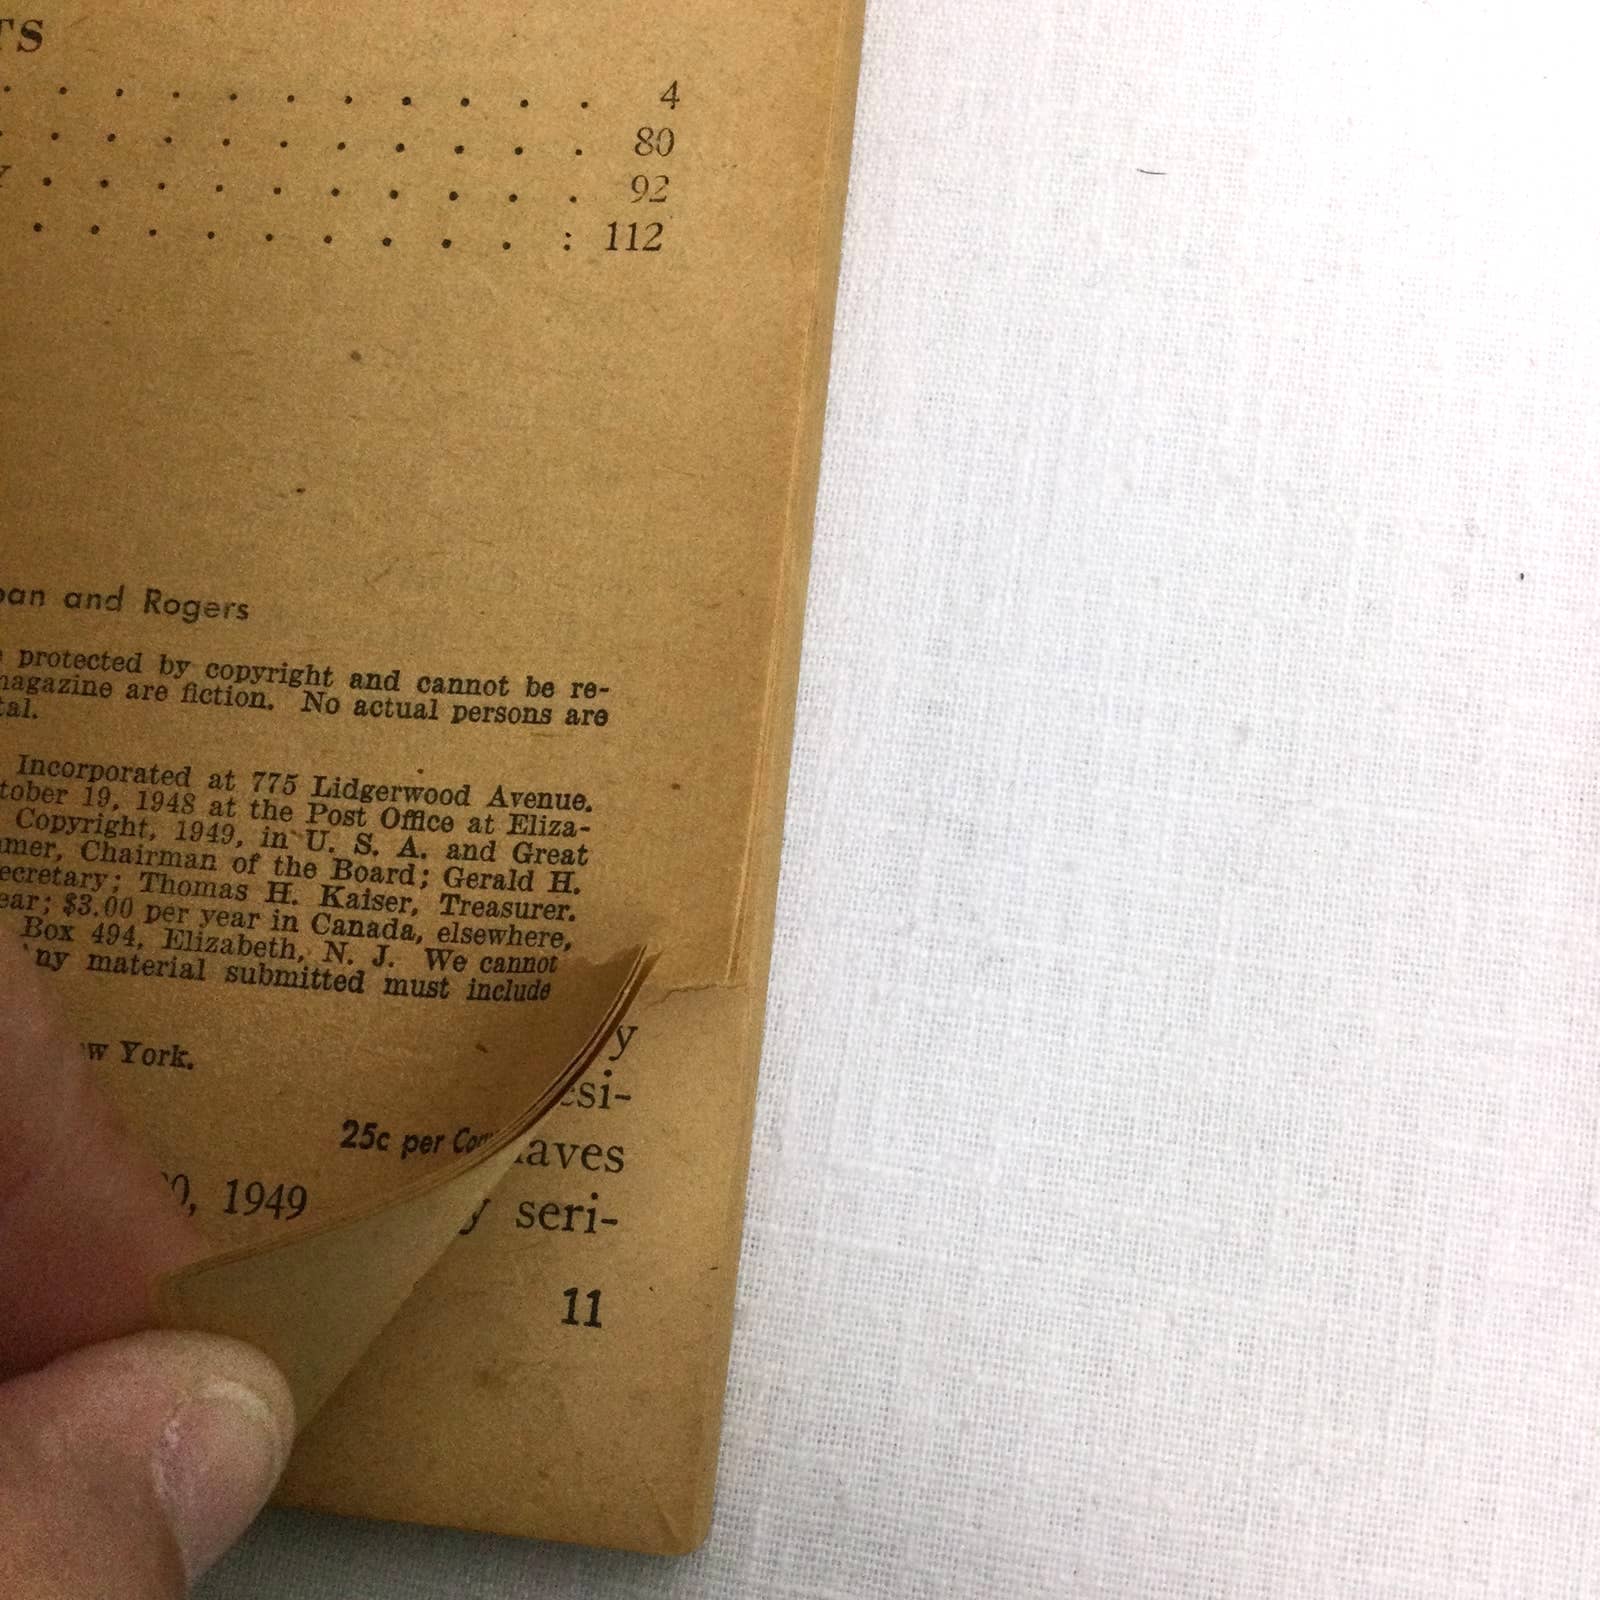 TS
. . . . . . . . . . . 4
. . . . . . . . . . . 80
Y . . . . . . . . . . 92
. . . . . . . . . : 112
and Rogers
protected by copyright and cannot be re-
magazine are fiction. No actual persons are
tal.
Incorporated at 775 Lidgerwood Avenue.
tober 19, 1948 at the Post Office at Eliza-
Copyright, 1949, in U. S. A. and Great
mer, Chairman of the Board; Gerald H.
ecretary; Thomas H. Kaiser, Treasurer.
ear; $3.00 per year in Canada, elsewhere,
Box 494, Elizabeth, N. J. We cannot
ny material submitted must include
w York.
y
esi-
25c per Co
aves
0, 1949
y seri-
11